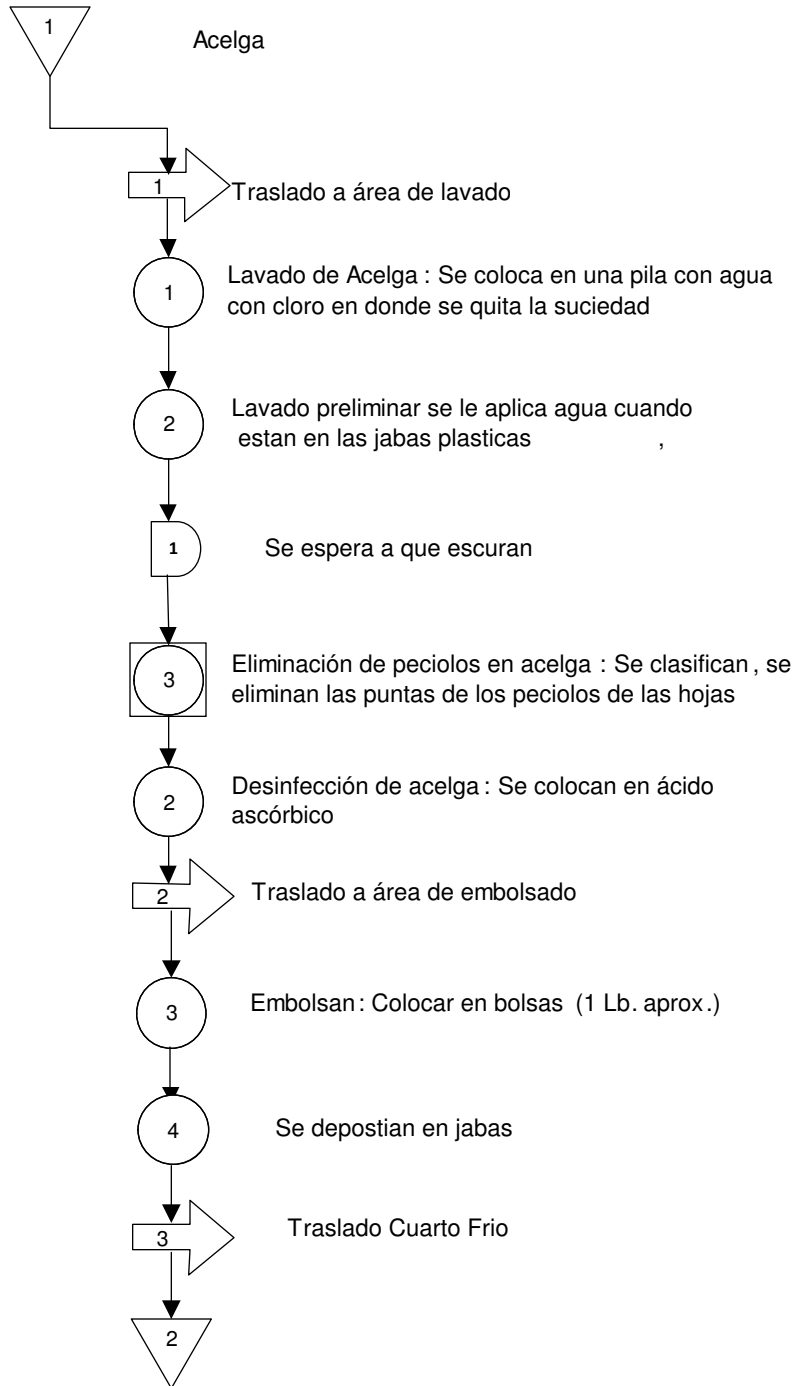 1
Acelga
1
Traslado a área de lavado
1
Lavado de Acelga : Se coloca en una pila con agua
con cloro en donde se quita la suciedad
2
Lavado preliminar se le aplica agua cuando
estan en las jabas plasticas ,
1
Se espera a que escuran
3
Eliminación de peciolos en acelga : Se clasifican , se
eliminan las puntas de los peciolos de las hojas
2
Desinfección de acelga : Se colocan en ácido
ascórbico
2
Traslado a área de embolsado
3
Embolsan : Colocar en bolsas (1 Lb. aprox.)
4
Se depostian en jabas
3
Traslado Cuarto Frio
2